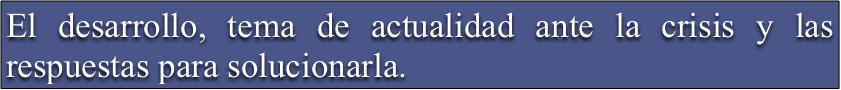 El desarrollo, tema de actualidad ante la crisis y las
respuestas para solucionarla.